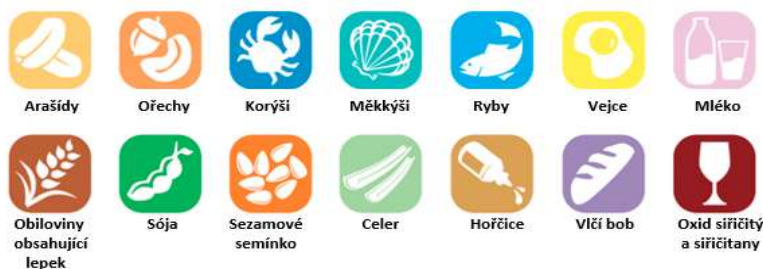 Arašídy
Ořechy
Korýši
Měkkýši
Ryby
Vejce
Mléko
Obiloviny
obsahující
lepek
Sója
Sezamové
semínko
Celer
Hořčice
Vlčí bob
Oxid siřičitý
a siřičitany